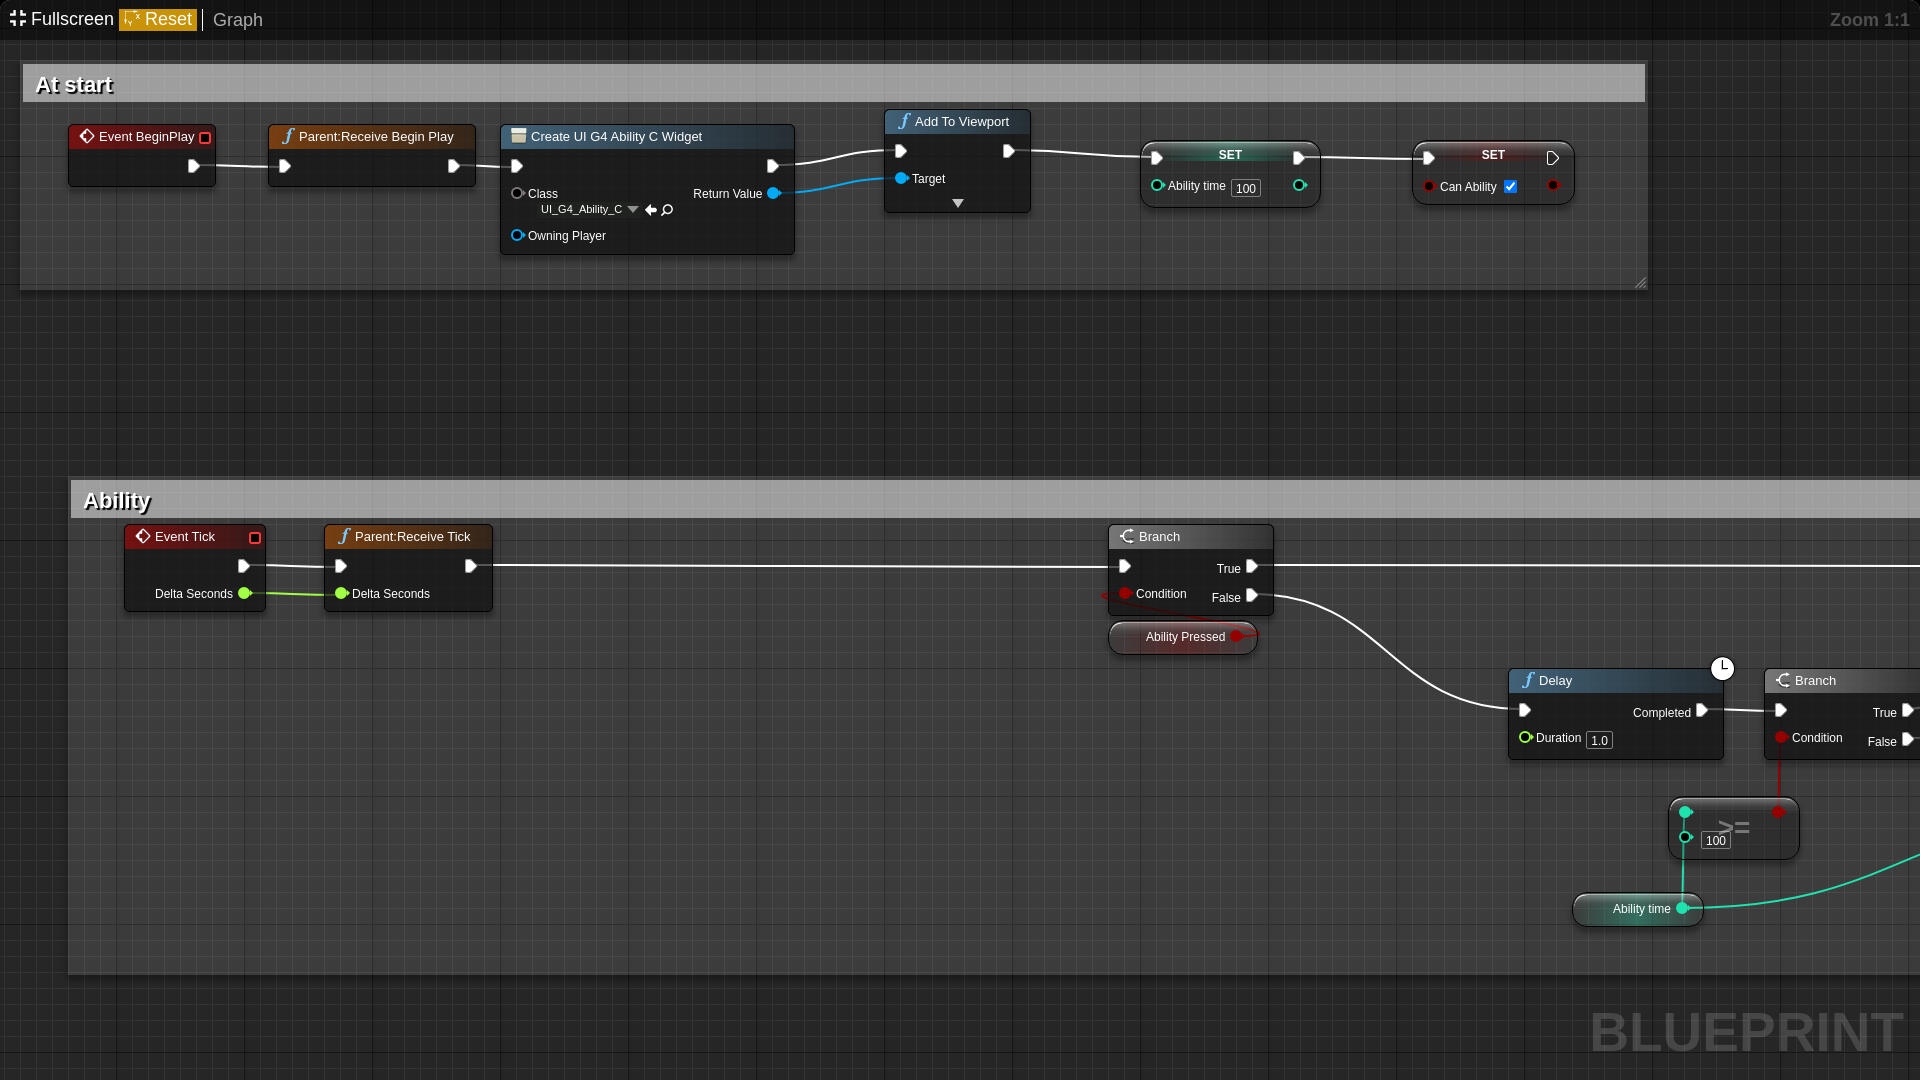 Fullscreen Reset Graph
Zoom 1:1
At start
Event BeginPlay
Parent:Receive Begin Play
Create UI G4 Ability C Widget
Class
UI_G4_Ability_C
Return Value
Owning Player
Add To Viewport
Target
SET
Ability time 100
SET
Can Ability
Ability
Event Tick
Delta Seconds
Parent:Receive Tick
Delta Seconds
Branch
True
Condition
False
Ability Pressed
Delay
Completed
Duration 1.0
Branch
True
Condition
False
>=
100
Ability time
BLUEPRINT